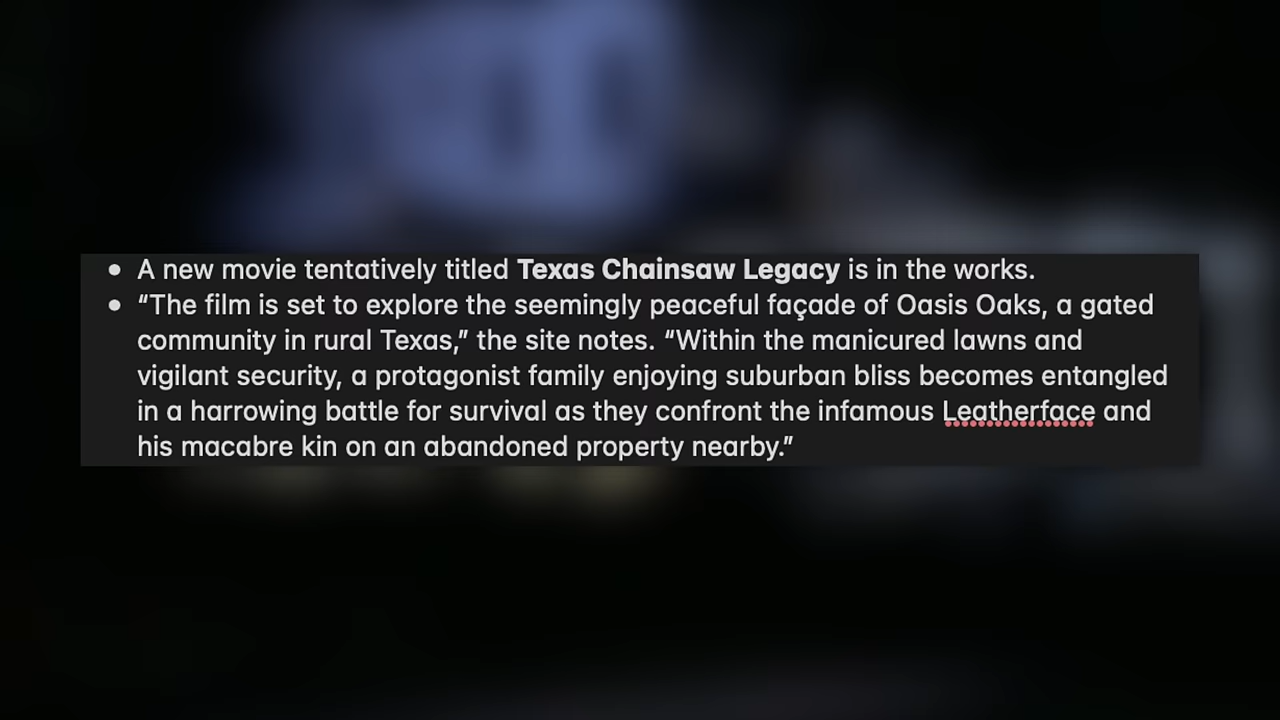 • A new movie tentatively titled Texas Chainsaw Legacy is in the works.
• “The film is set to explore the seemingly peaceful façade of Oasis Oaks, a gated
community in rural Texas,” the site notes. “Within the manicured lawns and
vigilant security, a protagonist family enjoying suburban bliss becomes entangled
in a harrowing battle for survival as they confront the infamous Leatherface and
his macabre kin on an abandoned property nearby.”